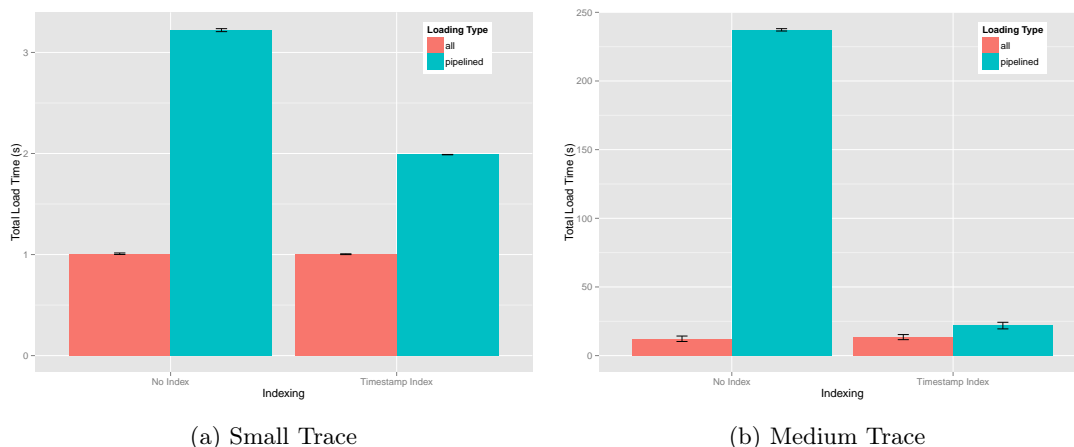 Total Load Time (s)
3
2
1
0
Loading Type
all
pipelined
No Index
Timestamp Index
Indexing
(a) Small Trace
Total Load Time (s)
250
200
150
100
50
0
Loading Type
all
pipelined
No Index
Timestamp Index
Indexing
(b) Medium Trace